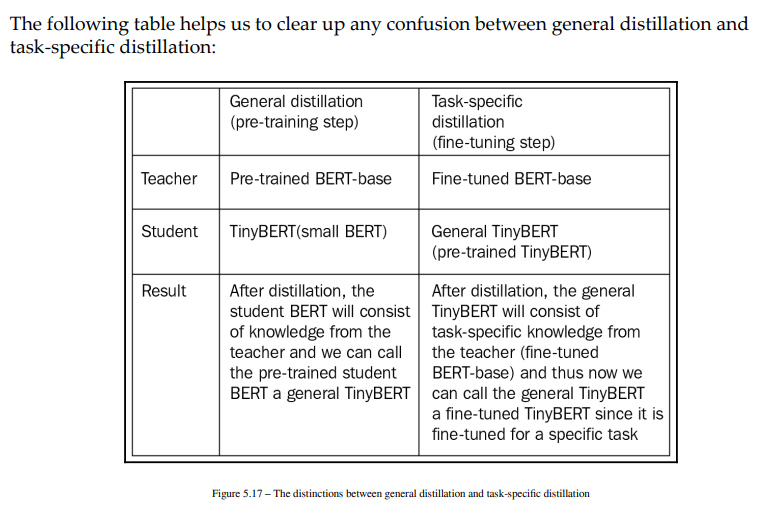 The following table helps us to clear up any confusion between general distillation and
task-specific distillation:
General distillation
(pre-training step)
Task-specific
distillation
(fine-tuning step)
Teacher
Pre-trained BERT-base
Fine-tuned BERT-base
Student
TinyBERT(small BERT)
General TinyBERT
(pre-trained TinyBERT)
Result
After distillation, the
student BERT will consist
of knowledge from the
teacher and we can call
the pre-trained student
BERT a general TinyBERT
After distillation, the general
TinyBERT will consist of
task-specific knowledge from
the teacher (fine-tuned
BERT-base) and thus now we
can call the general TinyBERT
a fine-tuned TinyBERT since it is
fine-tuned for a specific task
Figure 5.17 – The distinctions between general distillation and task-specific distillation